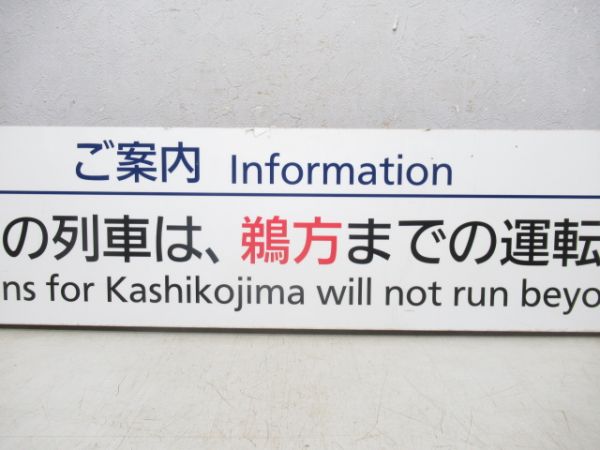 ご案内 Information
の列車は、鵜方までの運転
ns for Kashikojima will not run beyo